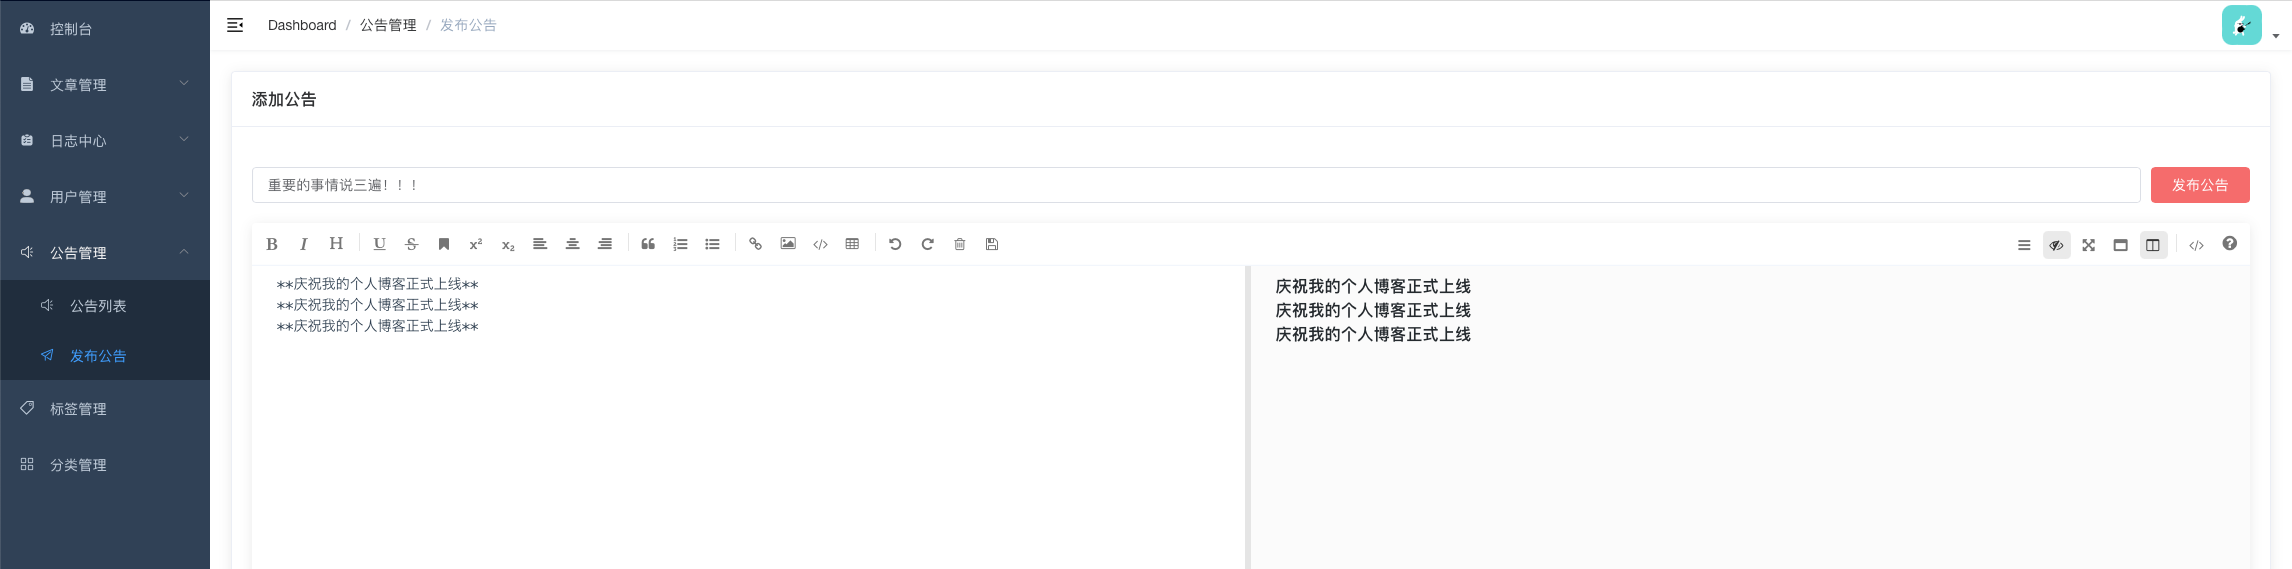 控制台
文章管理
日志中心
用户管理
公告管理
公告列表
发布公告
标签管理
分类管理
Dashboard / 公告管理 / 发布公告
添加公告
重要的事情说三遍！！！
发布公告
B I H U S x² x₂
**庆祝我的个人博客正式上线**
**庆祝我的个人博客正式上线**
**庆祝我的个人博客正式上线**
庆祝我的个人博客正式上线
庆祝我的个人博客正式上线
庆祝我的个人博客正式上线